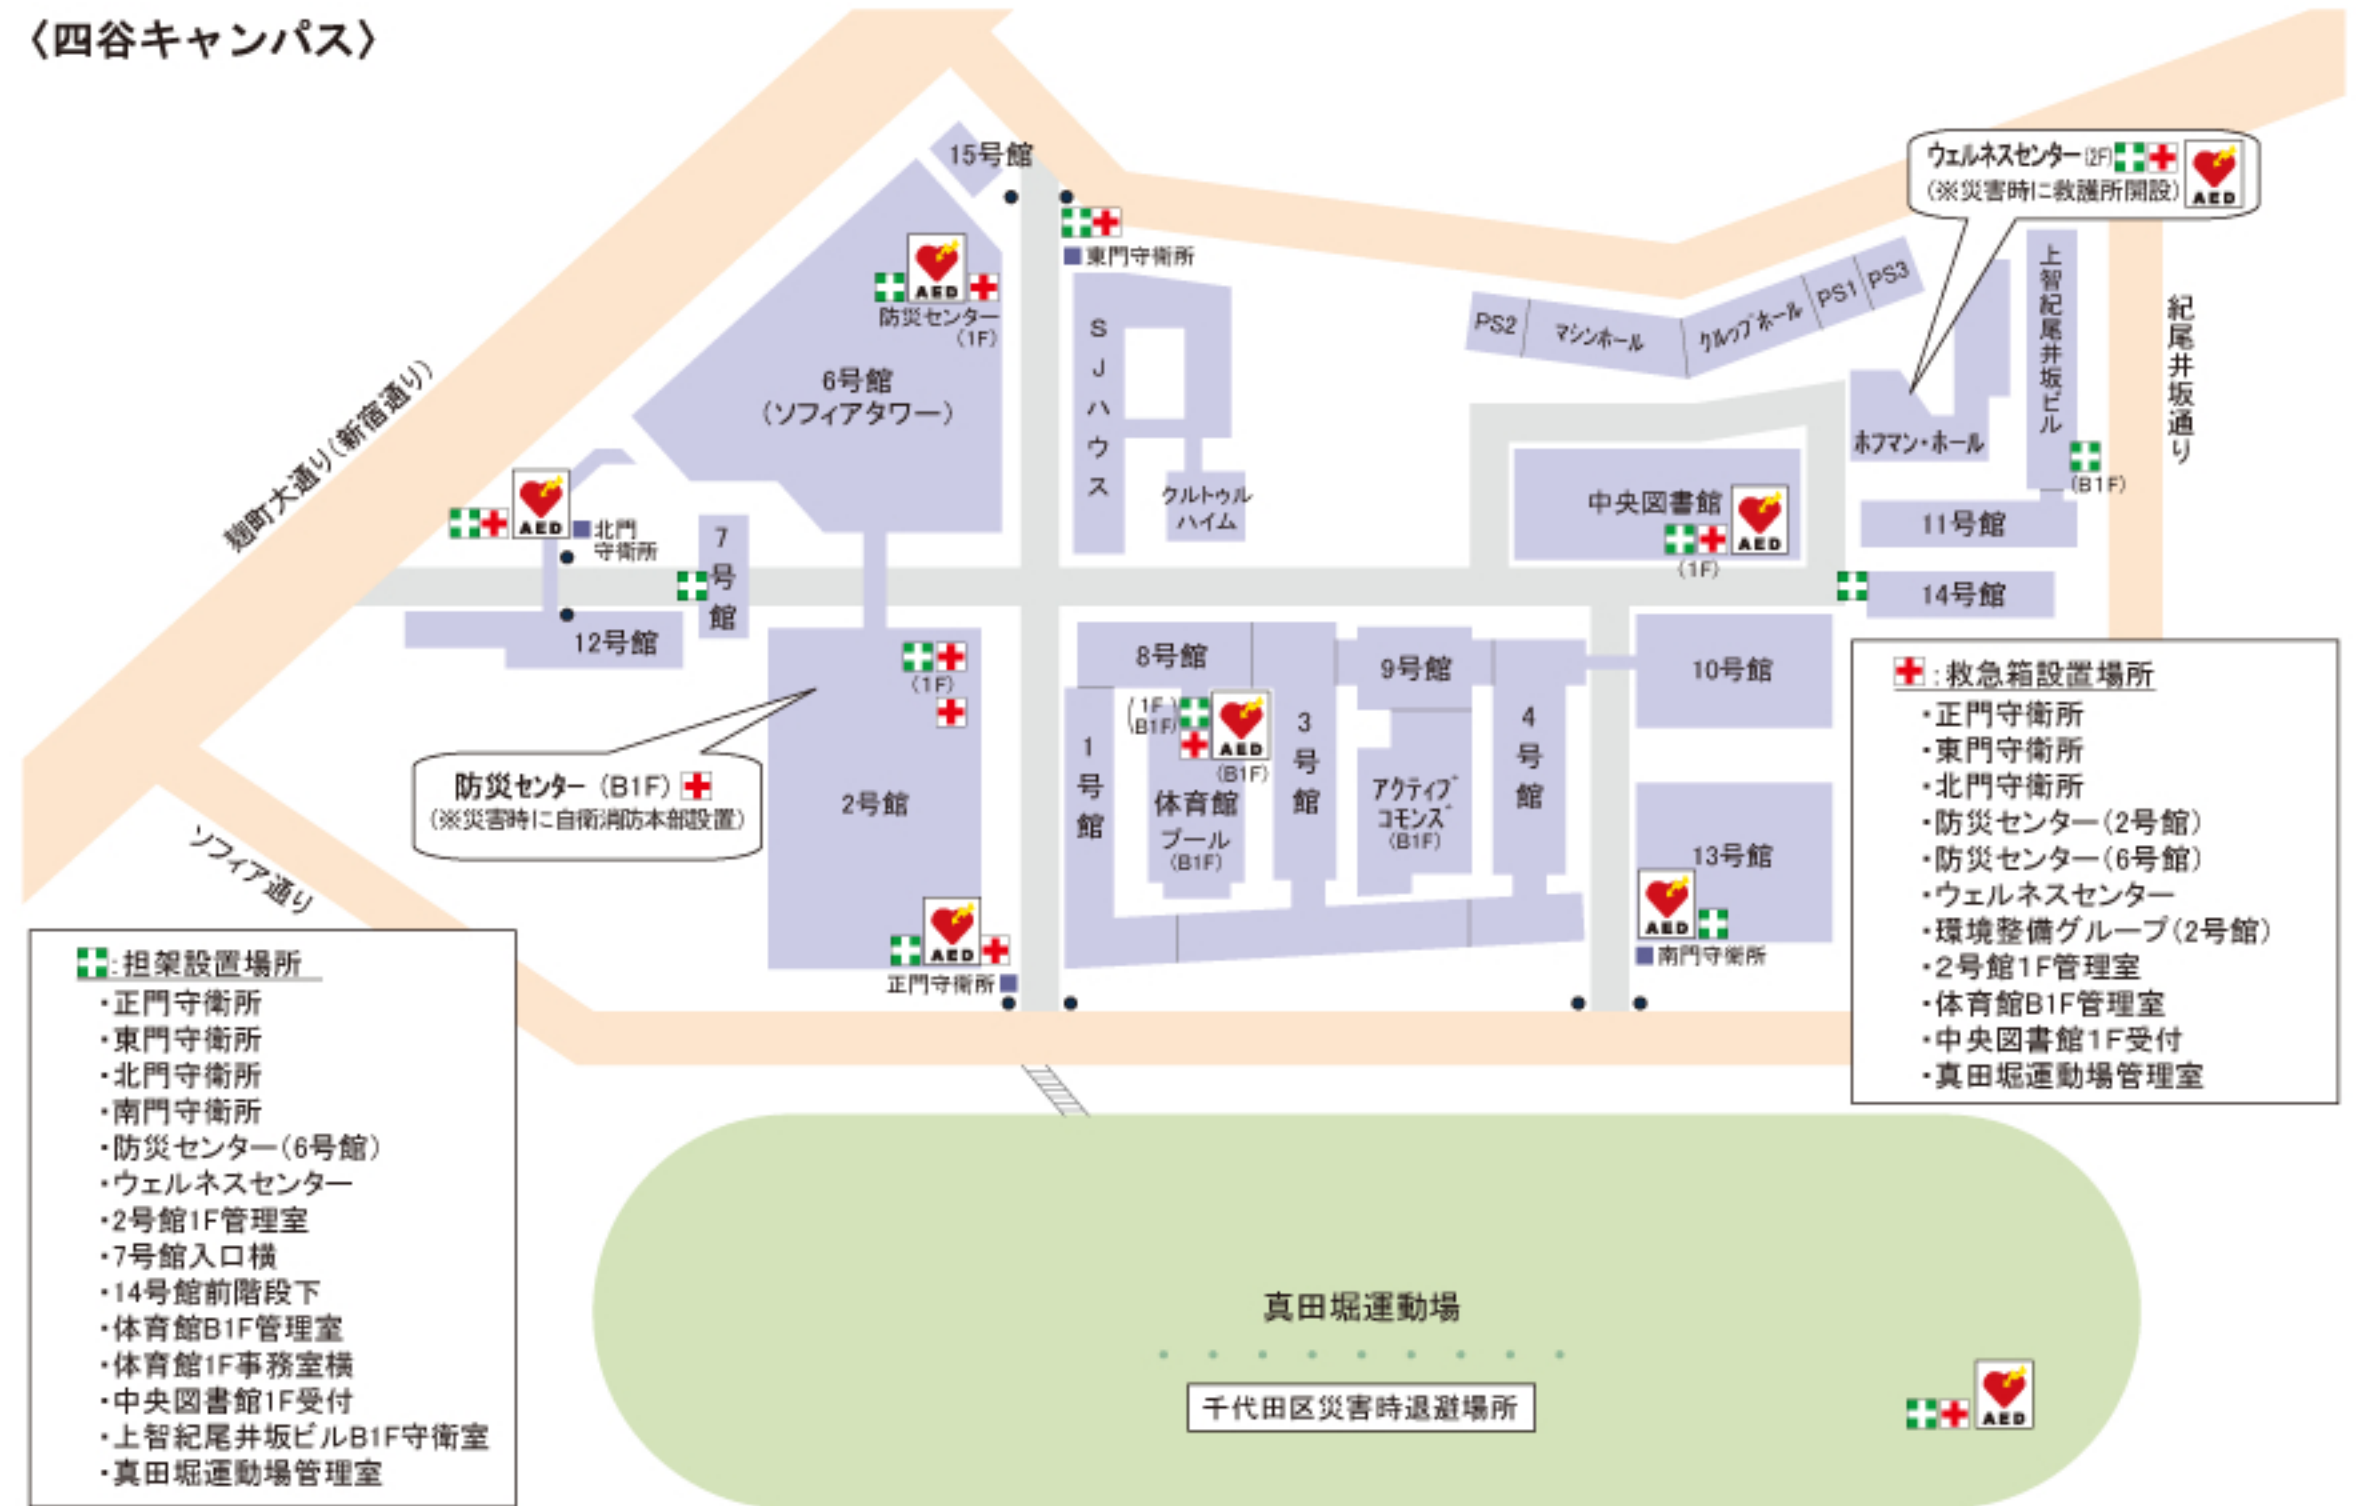 〈四谷キャンパス〉
15号館
ウェルネスセンター(2F)
(※災害時に救護所開設)
AED
東門守衛所
AED
防災センター
(1F)
6号館
(ソフィアタワー)
SJハウス
クルトゥル
ハイム
PS2
マシンホール
クルップホール
PS1
PS3
ホフマン・ホール
上智紀尾井坂ビル
(B1F)
紀尾井坂通り
麹町大通り(新宿通り)
AED
北門
守衛所
7号館
12号館
中央図書館
AED
(1F)
11号館
14号館
(1F)
防災センター (B1F)
(※災害時に自衛消防本部設置)
2号館
AED
正門守衛所
8号館
(1F)
(B1F)
AED
(B1F)
1号館
体育館
プール
(B1F)
3号館
9号館
アクティブ
コモンズ
(B1F)
4号館
10号館
13号館
AED
南門守衛所
ソフィア通り
:担架設置場所
・正門守衛所
・東門守衛所
・北門守衛所
・南門守衛所
・防災センター(6号館)
・ウェルネスセンター
・2号館1F管理室
・7号館入口横
・14号館前階段下
・体育館B1F管理室
・体育館1F事務室横
・中央図書館1F受付
・上智紀尾井坂ビルB1F守衛室
・真田堀運動場管理室
:救急箱設置場所
・正門守衛所
・東門守衛所
・北門守衛所
・防災センター(2号館)
・防災センター(6号館)
・ウェルネスセンター
・環境整備グループ(2号館)
・2号館1F管理室
・体育館B1F管理室
・中央図書館1F受付
・真田堀運動場管理室
真田堀運動場
千代田区災害時退避場所
AED